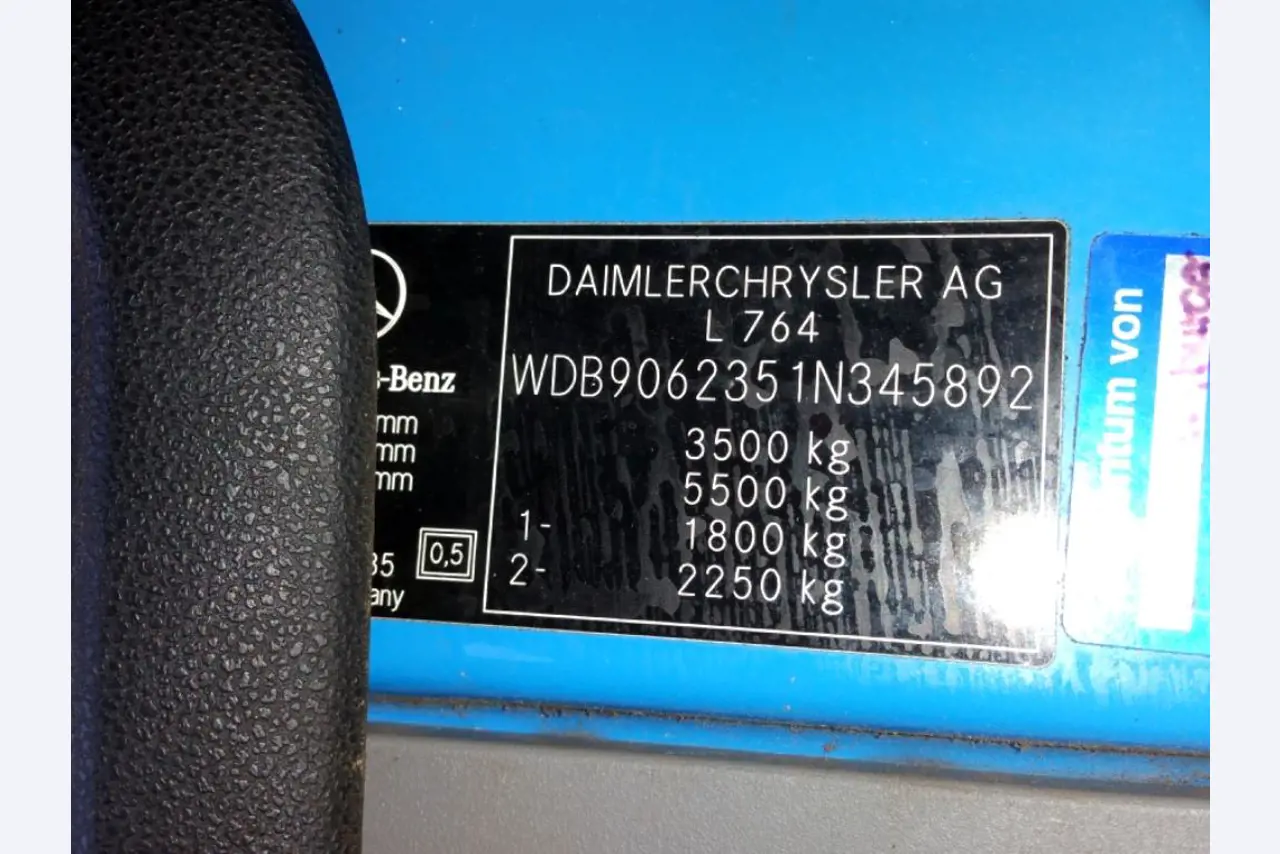 DAIMLERCHRYSLER AG
L 764
WDB9062351N345892
3500 kg
5500 kg
1- 1800 kg
2- 2250 kg
-Benz
mm
mm
mm
0,5
35
any
ntum von